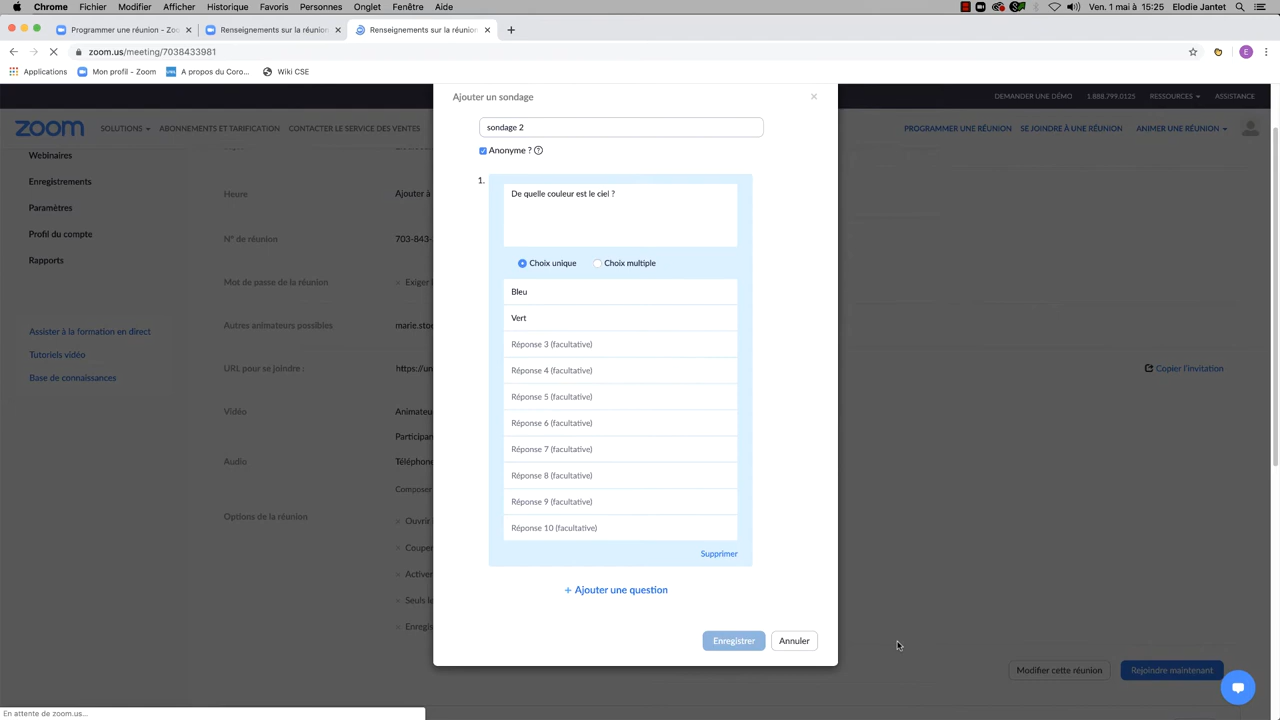 Chrome Fichier Modifier Affichage Historique Favoris Personnes Onglet Fenêtre Aide Ven. 1 mai à 15:25 Elodie Jantet
Programmer une réunion - Zoo Renseignements sur la réunion Renseignements sur la réunion
zoom.us/meeting/7038433981 E
Applications Mon profil - Zoom A propos du Coro... Wiki CSE
Ajouter un sondage
DEMANDER UNE DÉMO 1.888.799.0125 RESSOURCES ASSISTANCE
zoom SOLUTIONS ABONNEMENTS ET TARIFICATION CONTACTER LE SERVICE DES VENTES PROGRAMMER UNE RÉUNION SE JOINDRE À UNE RÉUNION ANIMER UNE RÉUNION
sondage 2
Anonyme ? ?
Webinaires
Enregistrements
Paramètres
Profil du compte
Rapports
Assister à la formation en direct
Tutoriels vidéo
Base de connaissances
Heure Ajouter à
N° de réunion 703-843-
Mot de passe de la réunion Exiger
Autres animateurs possibles marie.stoe
URL pour se joindre :
Vidéo Animateu
Participan
Audio Téléphone
Composer
Options de la réunion Ouvrir
Couper
Activer
Seuls le
Enregis
1.
De quelle couleur est le ciel ?
Choix unique Choix multiple
Bleu
Vert
Réponse 3 (facultative)
Réponse 4 (facultative)
Réponse 5 (facultative)
Réponse 6 (facultative)
Réponse 7 (facultative)
Réponse 8 (facultative)
Réponse 9 (facultative)
Réponse 10 (facultative)
Supprimer
+ Ajouter une question
Enregistrer Annuler
Copier l'invitation
Modifier cette réunion Rejoindre maintenant
En attente de zoom.us...